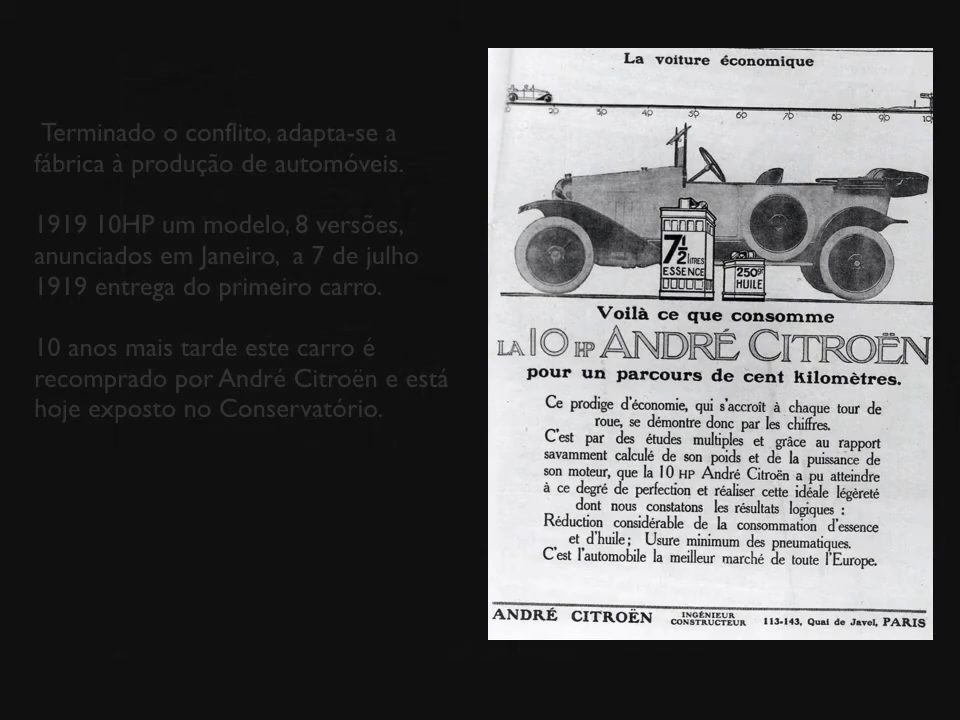 Terminado o conflito, adapta-se a
fábrica à produção de automóveis.
1919 10HP um modelo, 8 versões,
anunciados em Janeiro, a 7 de julho
1919 entrega do primeiro carro.
10 anos mais tarde este carro é
recomprado por André Citroën e está
hoje exposto no Conservatório.
La voiture économique
0 20 30 40 50 60 70 80 90 100
7 1/2 LITRES
ESSENCE
250gr
HUILE
Voilà ce que consomme
LA 10 HP ANDRÉ CITROËN
pour un parcours de cent kilomètres.
Ce prodige d'économie, qui s'accroît à chaque tour de
roue, se démontre donc par les chiffres.
C'est par des études multiples et grâce au rapport
savamment calculé de son poids et de la puissance de
son moteur, que la 10 HP André Citroën a pu atteindre
à ce degré de perfection et réaliser cette idéale légèreté
dont nous constatons les résultats logiques :
Réduction considérable de la consommation d'essence
et d'huile ; Usure minimum des pneumatiques.
C'est l'automobile la meilleur marché de toute l'Europe.
ANDRÉ CITROËN INGÉNIEUR CONSTRUCTEUR 113-143, Quai de Javel, PARIS